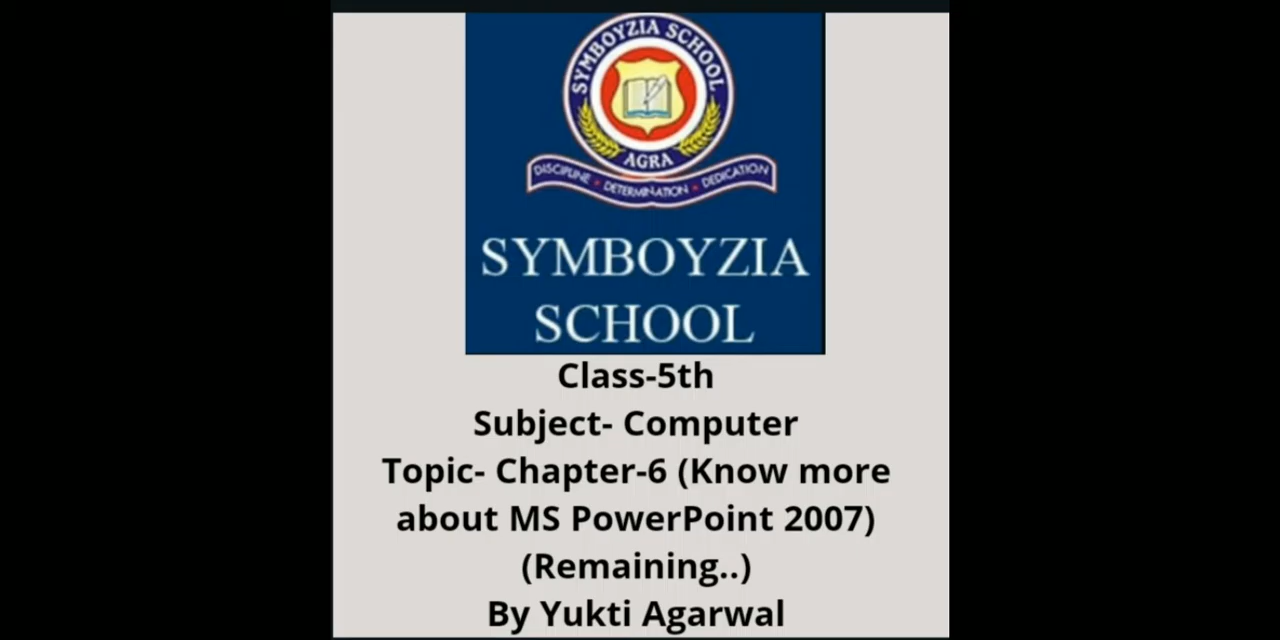 SYMBOYZIA SCHOOL
AGRA
DISCIPLINE • DETERMINATION • DEDICATION
SYMBOYZIA
SCHOOL
Class-5th
Subject- Computer
Topic- Chapter-6 (Know more
about MS PowerPoint 2007)
(Remaining..)
By Yukti Agarwal